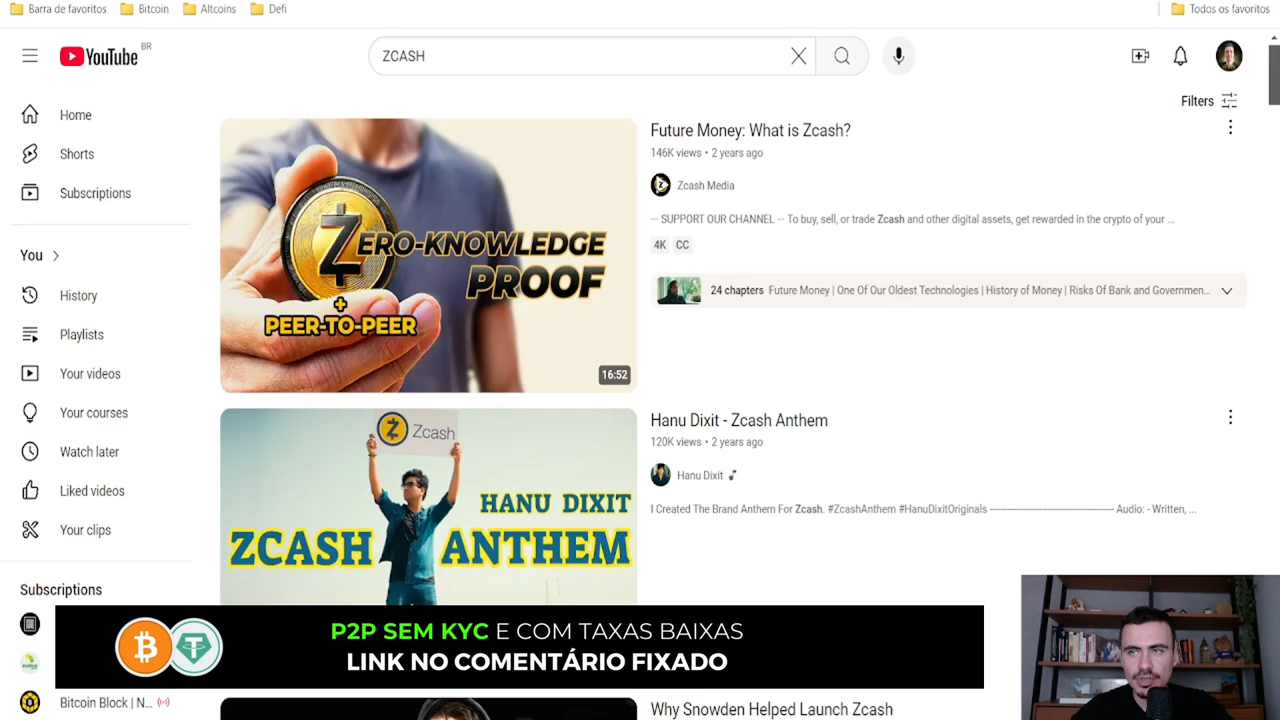 Barra de favoritos
Bitcoin
Altcoins
Defi
Todos os favoritos
YouTube BR
ZCASH
Filters
Home
Shorts
Subscriptions
You
History
Playlists
Your videos
Your courses
Watch later
Liked videos
Your clips
Subscriptions
Bitcoin Block | N...
ZERO-KNOWLEDGE
PROOF
+
PEER-TO-PEER
16:52
Future Money: What is Zcash?
146K views • 2 years ago
Zcash Media
··· SUPPORT OUR CHANNEL ··· To buy, sell, or trade Zcash and other digital assets, get rewarded in the crypto of your ...
4K CC
24 chapters Future Money | One Of Our Oldest Technologies | History of Money | Risks Of Bank and Governmen...
Zcash
HANU DIXIT
ZCASH ANTHEM
Hanu Dixit - Zcash Anthem
120K views • 2 years ago
Hanu Dixit
I Created The Brand Anthem For Zcash. #ZcashAnthem #HanuDixitOriginals ---------- Audio: - Written, ...
P2P SEM KYC E COM TAXAS BAIXAS
LINK NO COMENTÁRIO FIXADO
Why Snowden Helped Launch Zcash